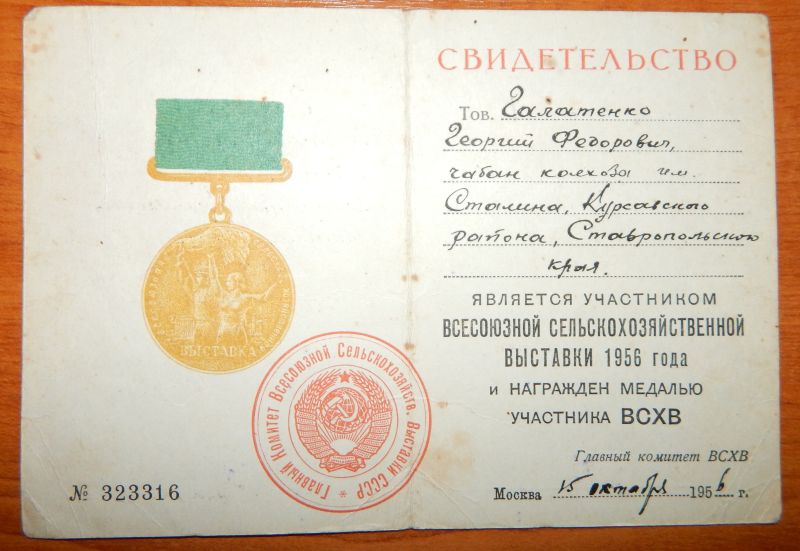 ВЫСТАВКА
Главный Комитет Всесоюзной Сельскохозяйств. Выставки СССР
№ 323316
СВИДЕТЕЛЬСТВО
Тов. Галатенко
Георгий Федорович,
чабан колхоза им.
Сталина, Курсавского
района, Ставропольского
края.
ЯВЛЯЕТСЯ УЧАСТНИКОМ
ВСЕСОЮЗНОЙ СЕЛЬСКОХОЗЯЙСТВЕННОЙ
ВЫСТАВКИ 1956 года
и НАГРАЖДЕН МЕДАЛЬЮ
УЧАСТНИКА ВСХВ
Главный комитет ВСХВ
Москва 15 октября 1956 г.